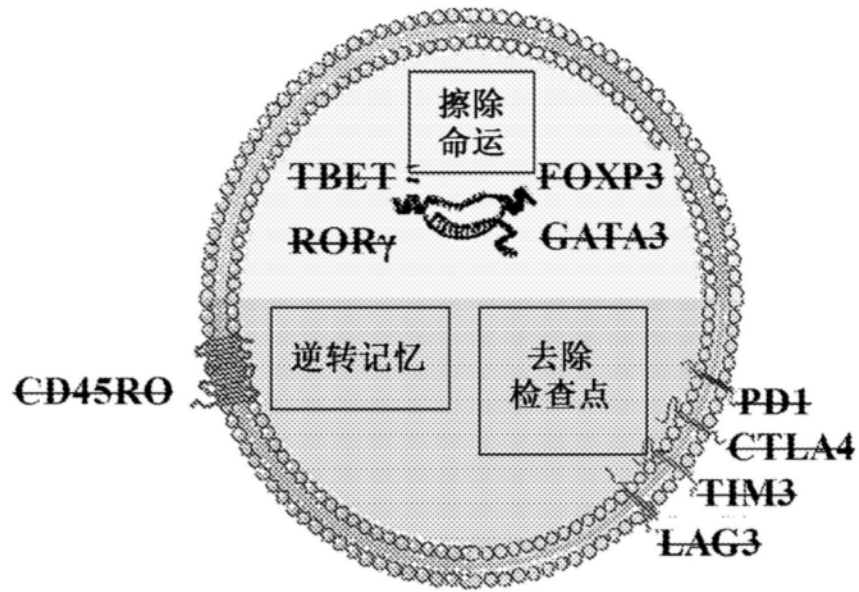 擦除
命运
TBET
FOXP3
RORγ
GATA3
逆转记忆
去除
检查点
CD45RO
PD1
CTLA4
TIM3
LAG3